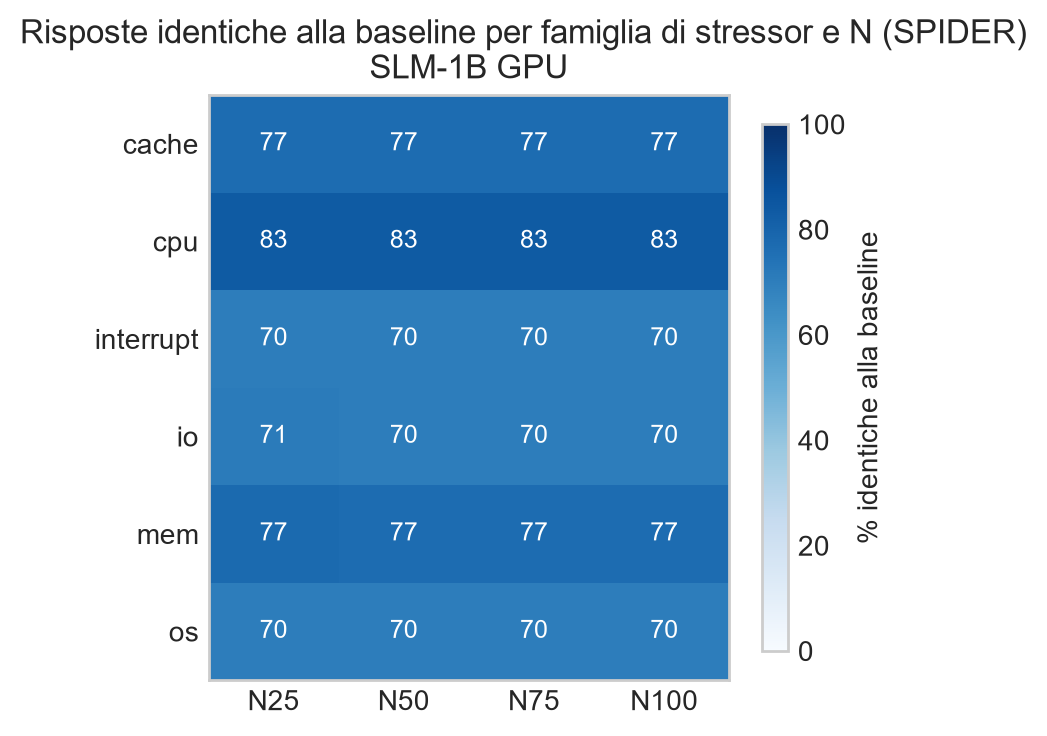 Risposte identiche alla baseline per famiglia di stressor e N (SPIDER)
SLM-1B GPU
cache 77 77 77 77
cpu 83 83 83 83
interrupt 70 70 70 70
io 71 70 70 70
mem 77 77 77 77
os 70 70 70 70
N25 N50 N75 N100
100
80
60
40
20
0
% identiche alla baseline